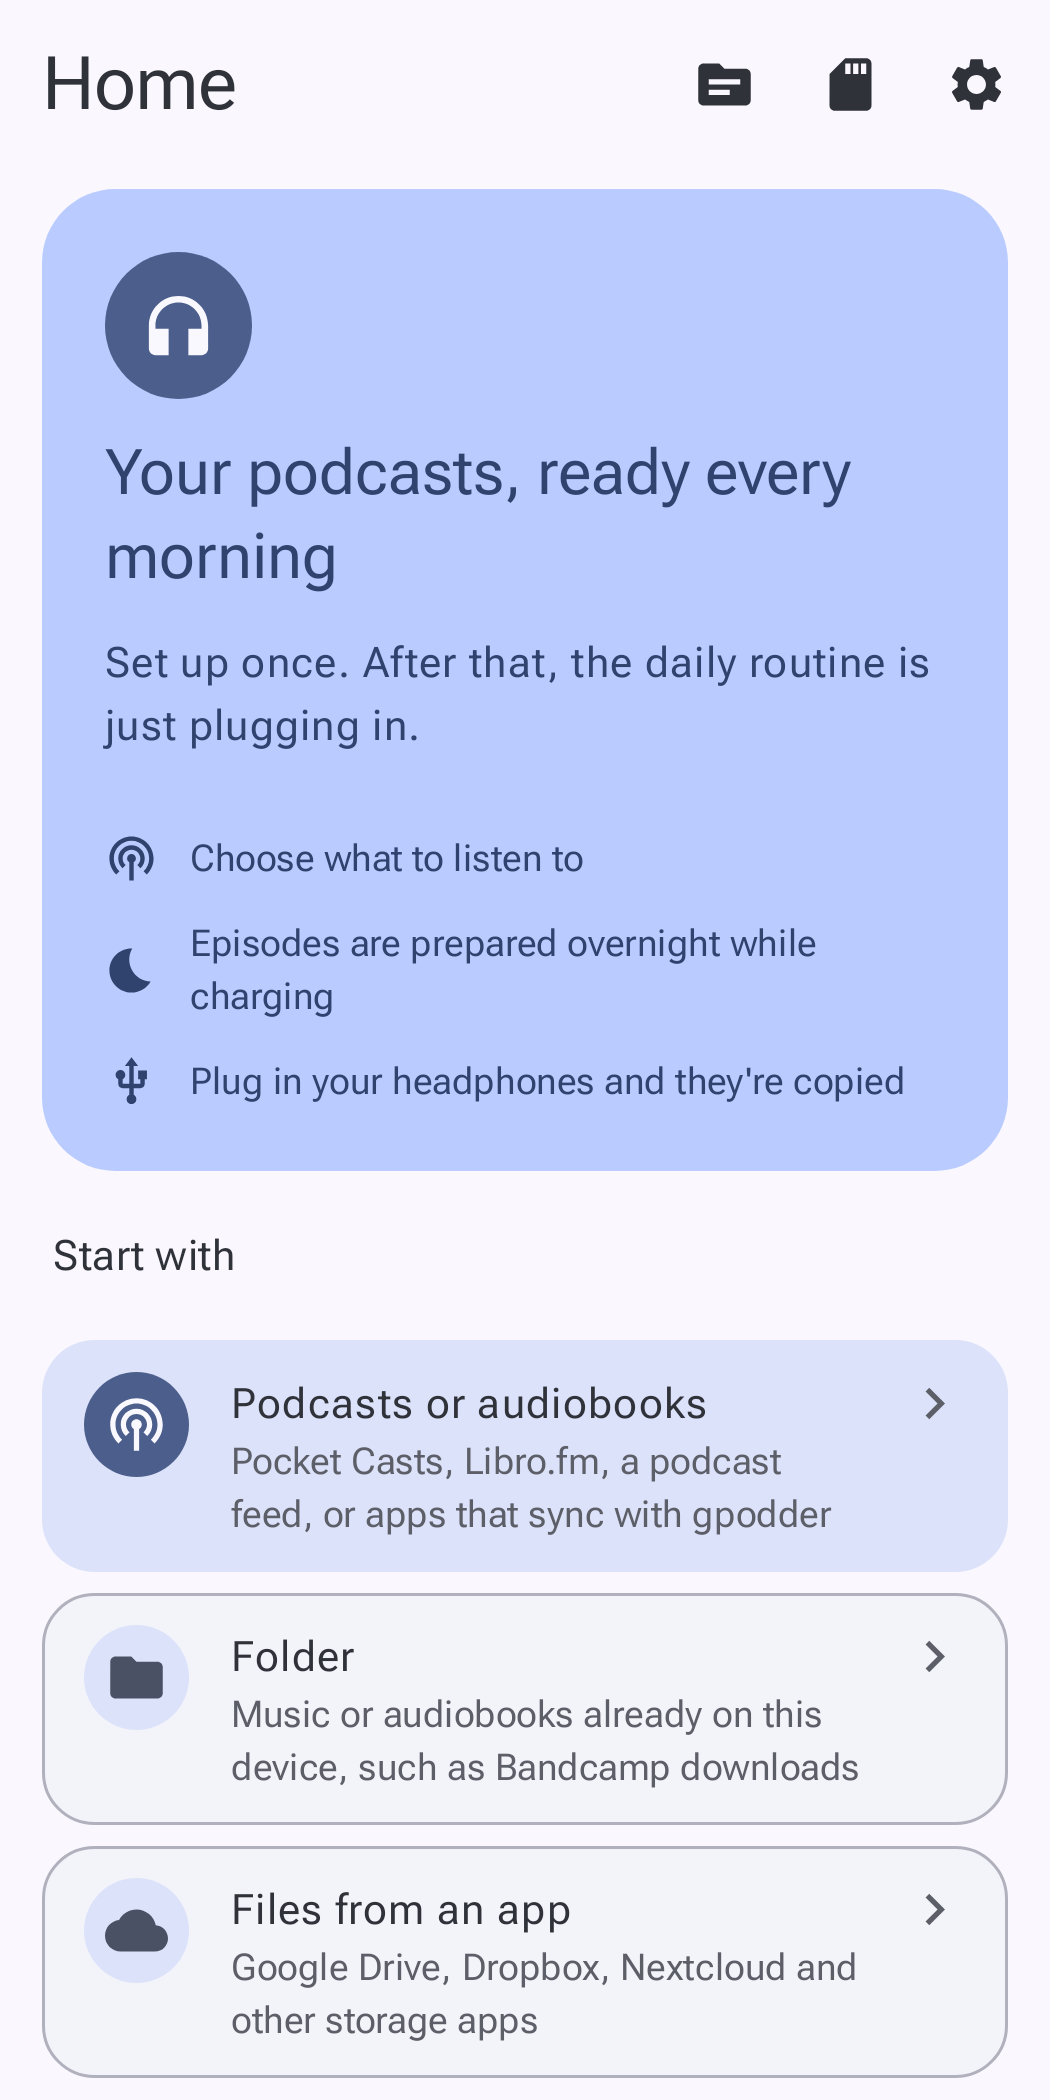 Home
Your podcasts, ready every
morning
Set up once. After that, the daily routine is
just plugging in.
Choose what to listen to
Episodes are prepared overnight while
charging
Plug in your headphones and they're copied
Start with
Podcasts or audiobooks
Pocket Casts, Libro.fm, a podcast
feed, or apps that sync with gpodder
Folder
Music or audiobooks already on this
device, such as Bandcamp downloads
Files from an app
Google Drive, Dropbox, Nextcloud and
other storage apps